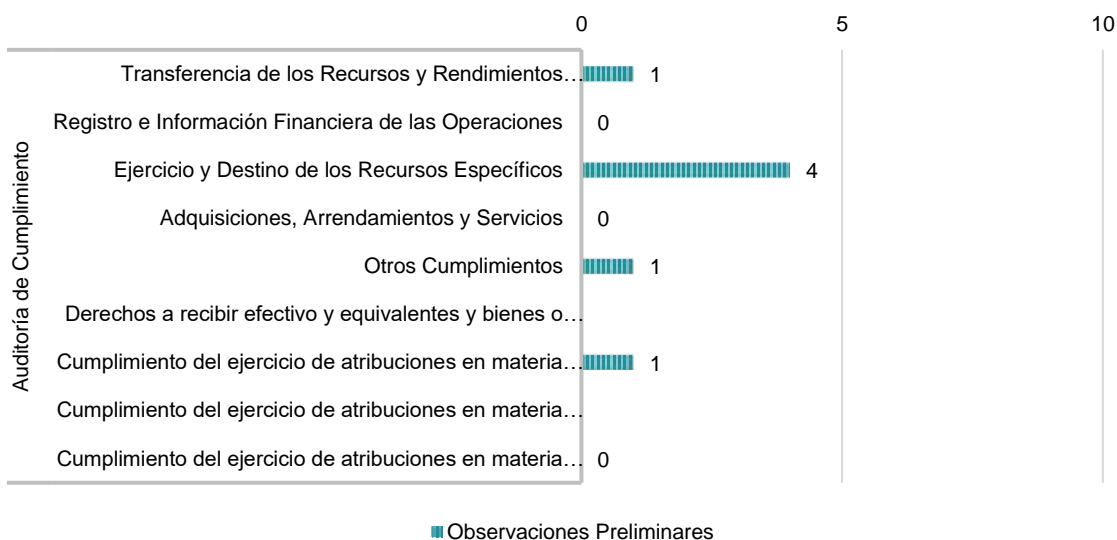 0 5 10
Auditoría de Cumplimiento
Transferencia de los Recursos y Rendimientos… 1
Registro e Información Financiera de las Operaciones 0
Ejercicio y Destino de los Recursos Específicos 4
Adquisiciones, Arrendamientos y Servicios 0
Otros Cumplimientos 1
Derechos a recibir efectivo y equivalentes y bienes o…
Cumplimiento del ejercicio de atribuciones en materia… 1
Cumplimiento del ejercicio de atribuciones en materia…
Cumplimiento del ejercicio de atribuciones en materia… 0
Observaciones Preliminares